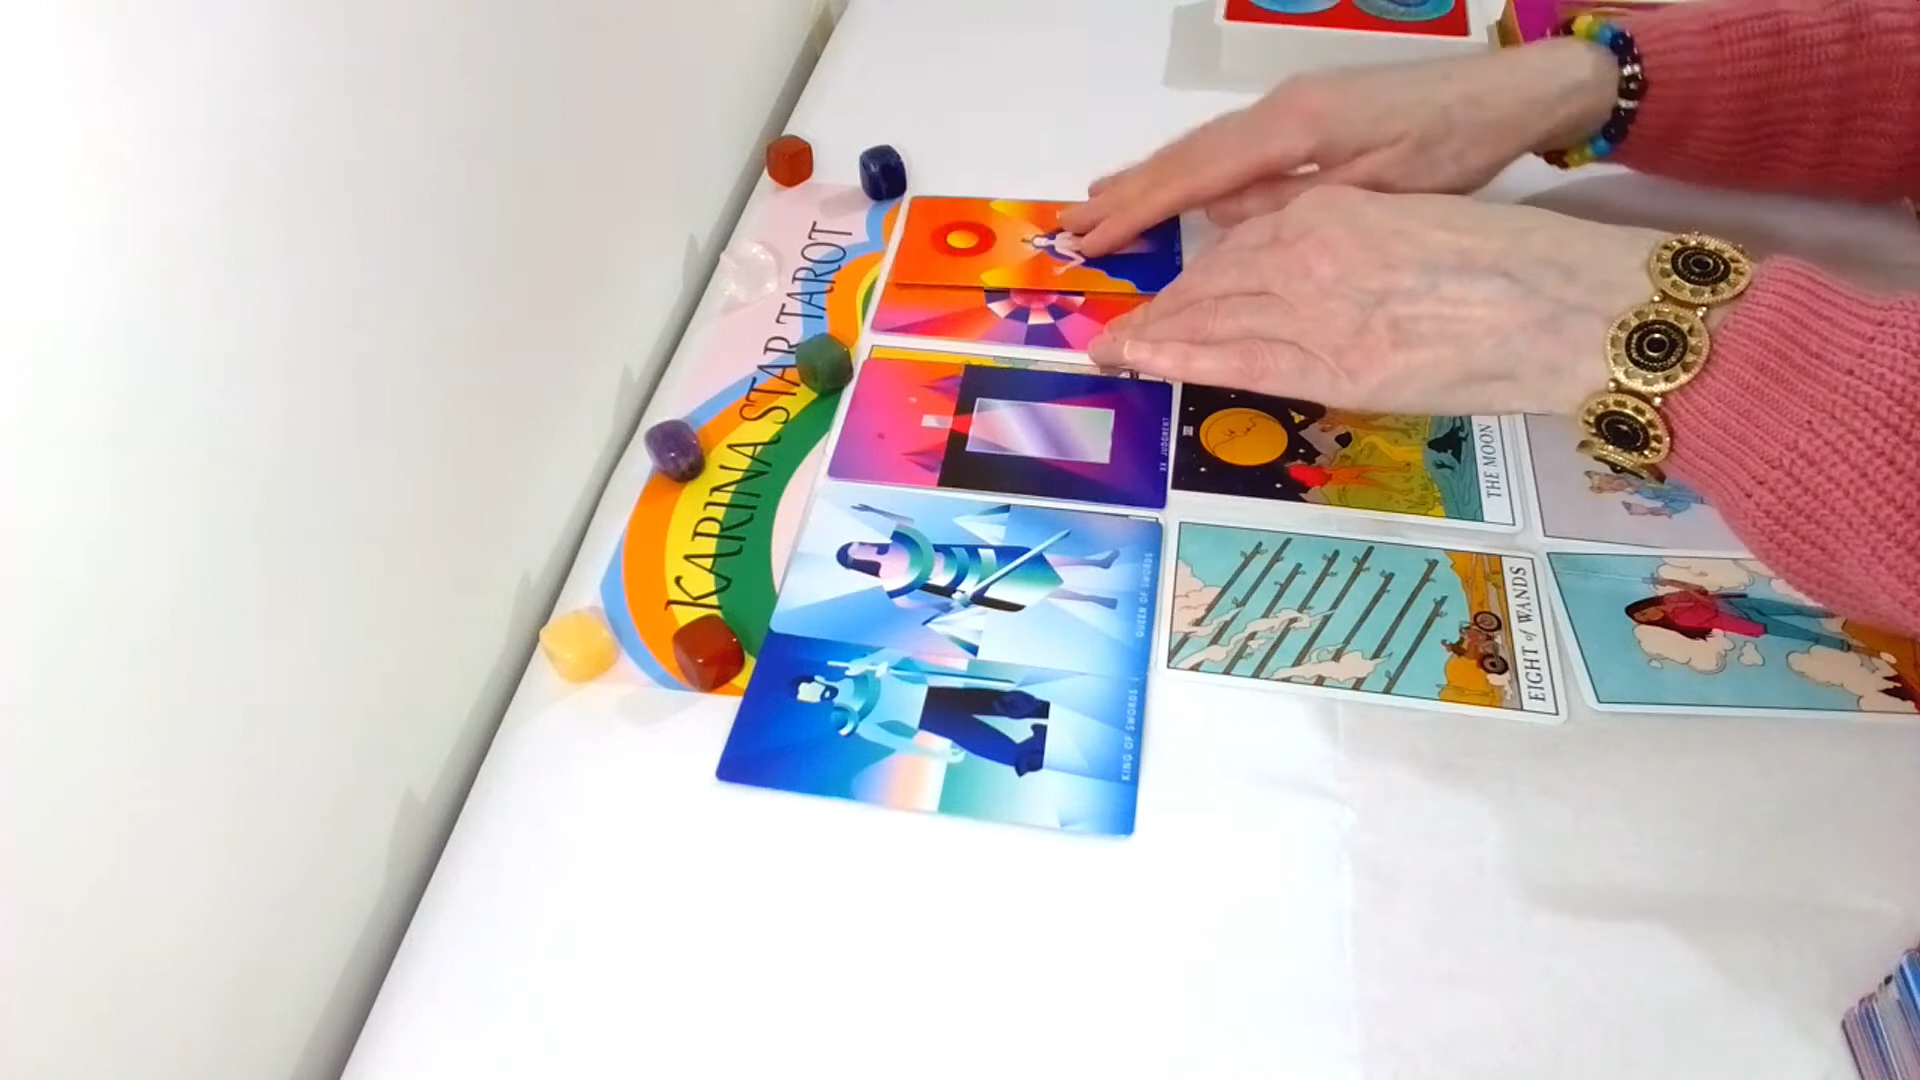 KARINA STAR TAROT
XX JUDGMENT
THE MOON
QUEEN OF SWORDS
KING OF SWORDS
EIGHT of WANDS